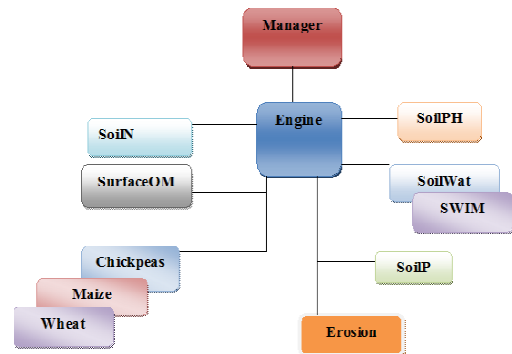 Manager
Engine
SoilPH
SoilN
SurfaceOM
SoilWat
SWIM
Chickpeas
SoilP
Maize
Wheat
Erosion